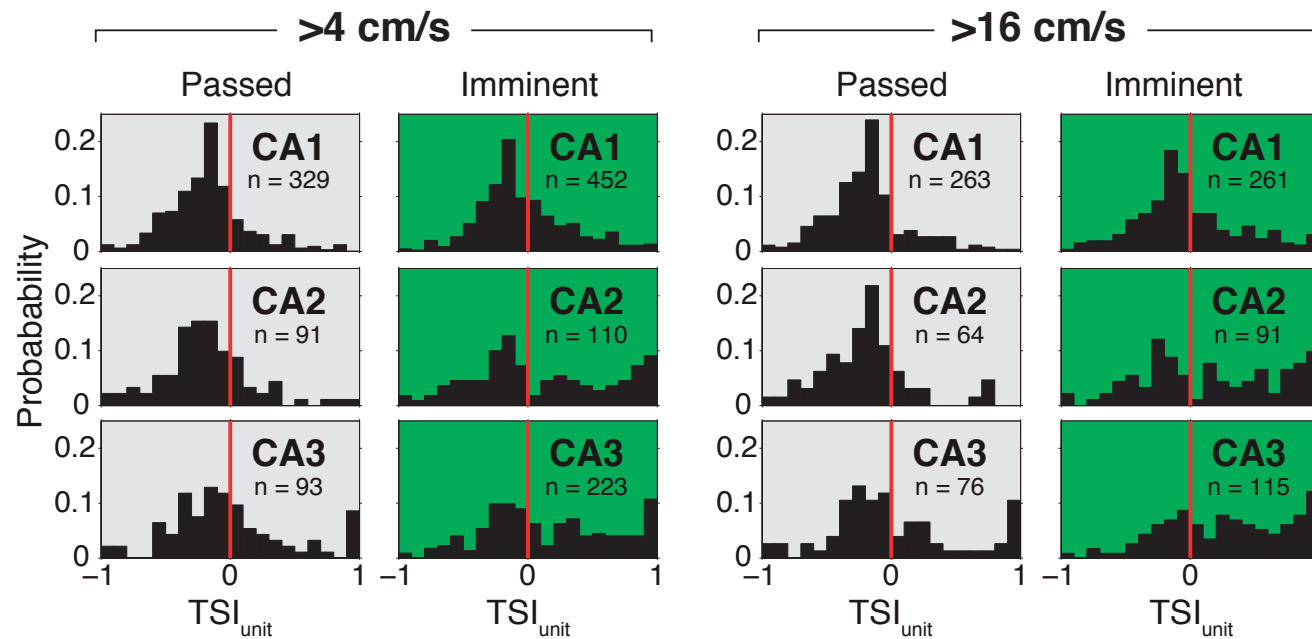 >4 cm/s >16 cm/s
Passed Imminent Passed Imminent
Probabability
0.2
0.1
0
CA1
n = 329
CA1
n = 452
0.2
0.1
0
CA1
n = 263
CA1
n = 261
0.2
0.1
0
CA2
n = 91
CA2
n = 110
0.2
0.1
0
CA2
n = 64
CA2
n = 91
0.2
0.1
0
CA3
n = 93
CA3
n = 223
0.2
0.1
0
CA3
n = 76
CA3
n = 115
−1 0 1 −1 0 1 −1 0 1 −1 0 1
TSIunit TSIunit TSIunit TSIunit